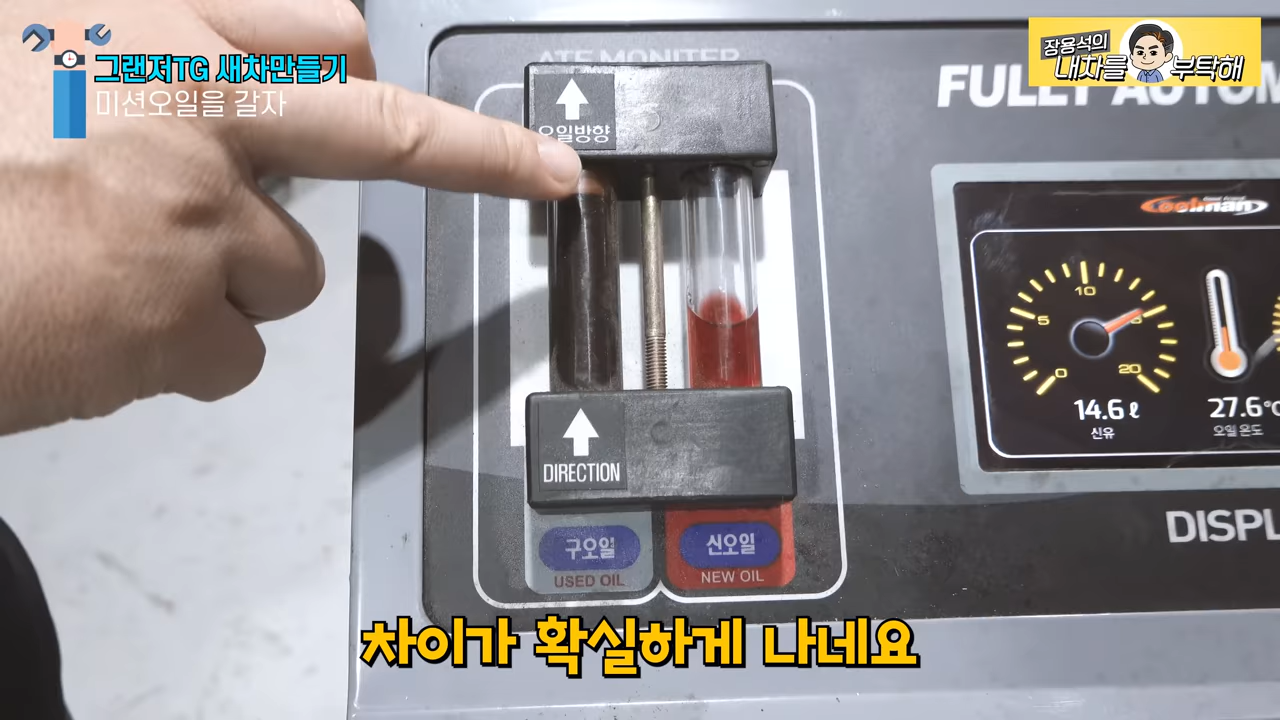 그랜저TG 새차만들기
미션오일을 갈자
장용석의
내차를 부탁해
ATF MONITER
FULLY AUTOM
오일방향
Coolman
0
5
10
20
14.6 ℓ
신유
27.6 °C
오일 온도
DIRECTION
구오일
USED OIL
신오일
NEW OIL
DISPL
차이가 확실하게 나네요